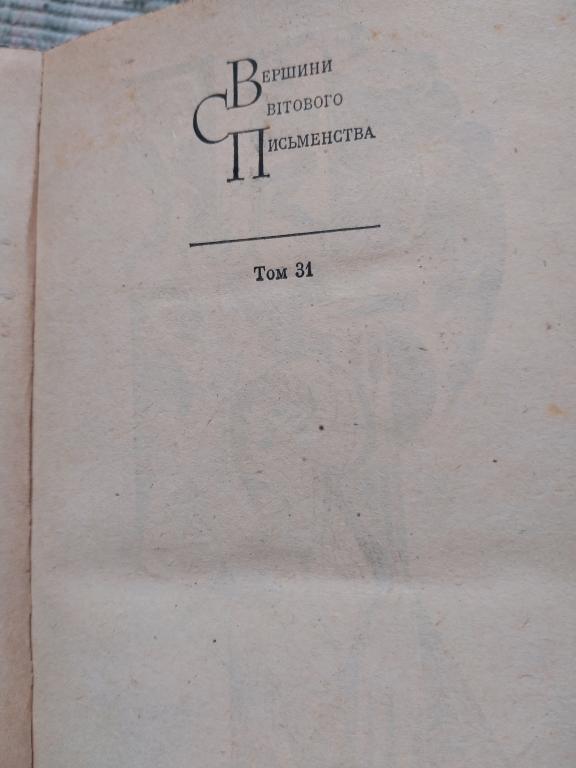 Вершини
Світового
Письменства
Том 31